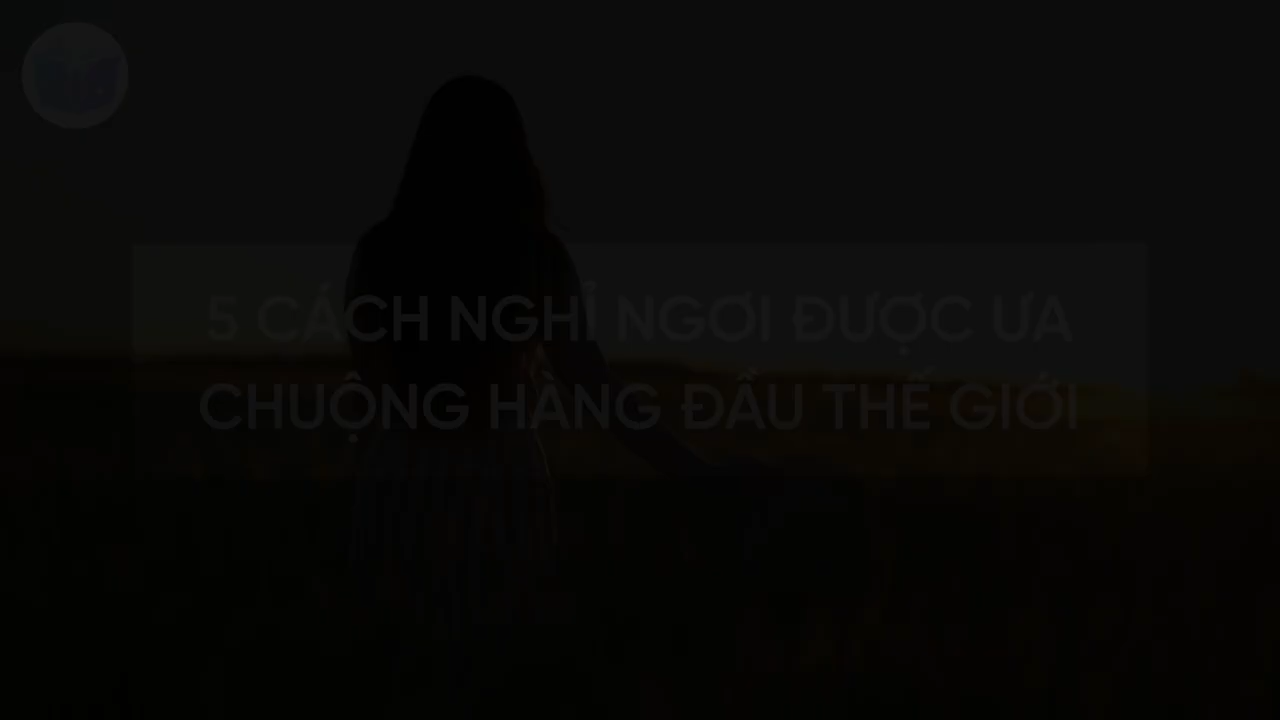 5 CÁCH NGHỈ NGƠI ĐƯỢC ƯA
CHUỘNG HÀNG ĐẦU THẾ GIỚI